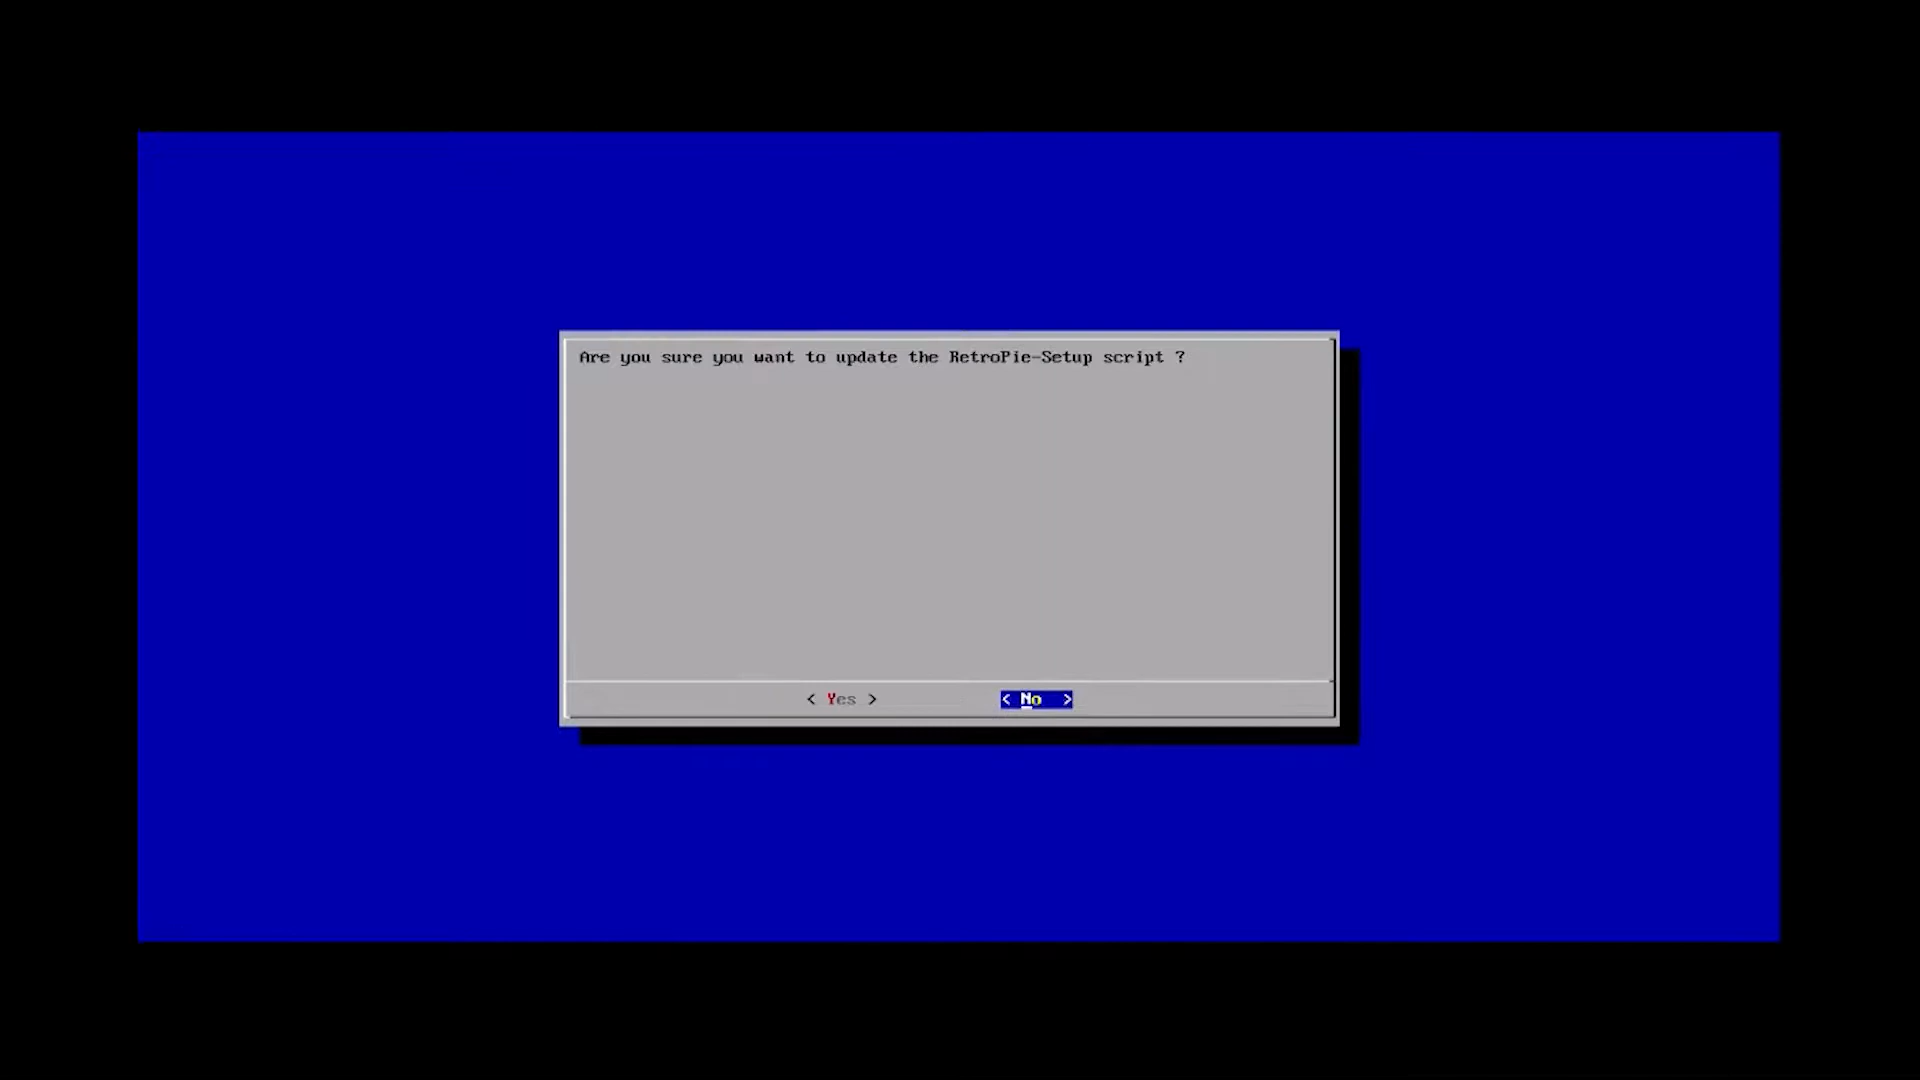 Are you sure you want to update the RetroPie-Setup script ?
< Yes > < No >